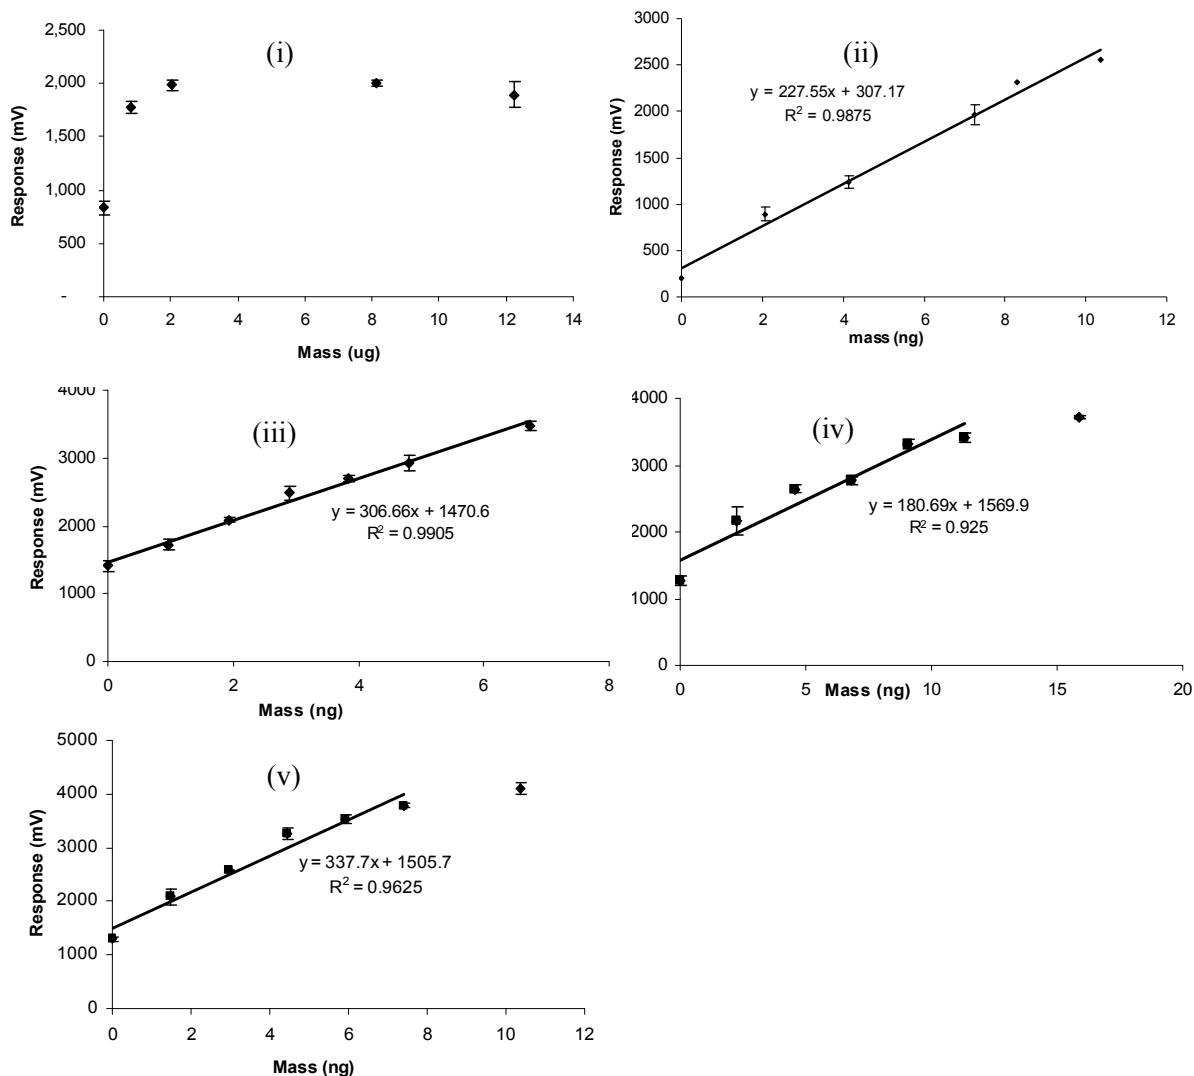 (i)
Response (mV)
2,500
2,000
1,500
1,000
500
-
0 2 4 6 8 10 12 14
Mass (ug)
(ii)
Response (mV)
3000
2500
2000
1500
1000
500
0
y = 227.55x + 307.17
R² = 0.9875
0 2 4 6 8 10 12
mass (ng)
(iii)
Response (mV)
4000
3000
2000
1000
0
y = 306.66x + 1470.6
R² = 0.9905
0 2 4 6 8
Mass (ng)
(iv)
Response (mV)
4000
3000
2000
1000
0
y = 180.69x + 1569.9
R² = 0.925
0 5 10 15 20
Mass (ng)
(v)
Response (mV)
5000
4000
3000
2000
1000
0
y = 337.7x + 1505.7
R² = 0.9625
0 2 4 6 8 10 12
Mass (ng)